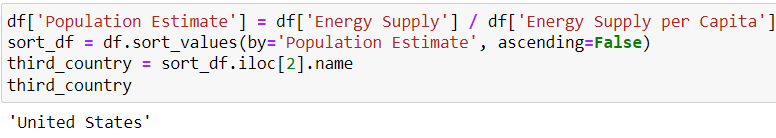 df['Population Estimate'] = df['Energy Supply'] / df['Energy Supply per Capita']
sort_df = df.sort_values(by='Population Estimate', ascending=False)
third_country = sort_df.iloc[2].name
third_country
'United States'